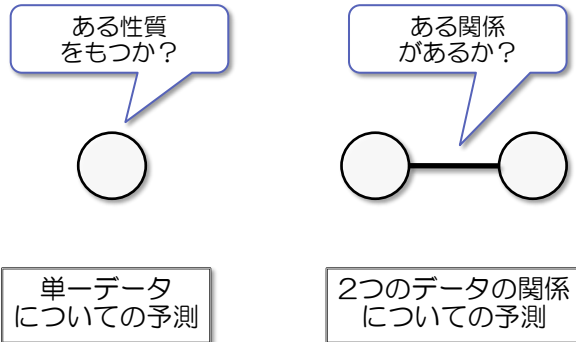 ある性質
をもつか？
ある関係
があるか？
単一データ
についての予測
2つのデータの関係
についての予測